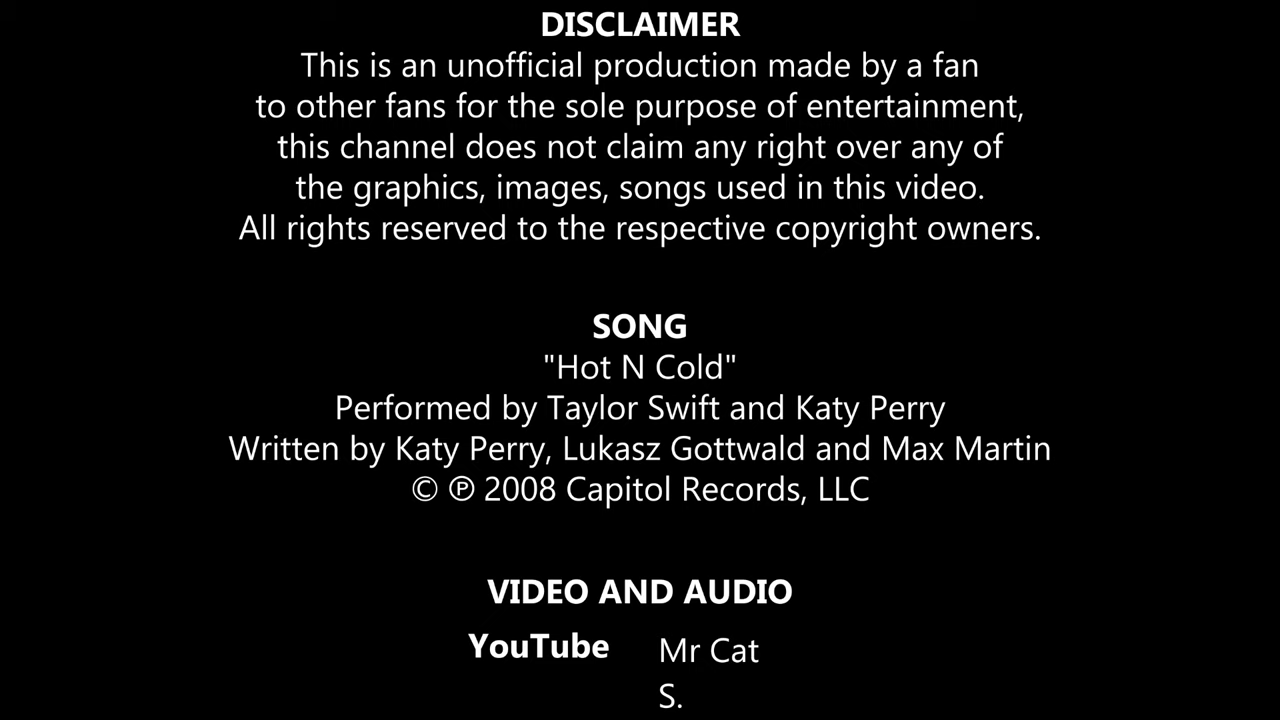 DISCLAIMER
This is an unofficial production made by a fan
to other fans for the sole purpose of entertainment,
this channel does not claim any right over any of
the graphics, images, songs used in this video.
All rights reserved to the respective copyright owners.
SONG
"Hot N Cold"
Performed by Taylor Swift and Katy Perry
Written by Katy Perry, Lukasz Gottwald and Max Martin
© ℗ 2008 Capitol Records, LLC
VIDEO AND AUDIO
YouTube Mr Cat
S.